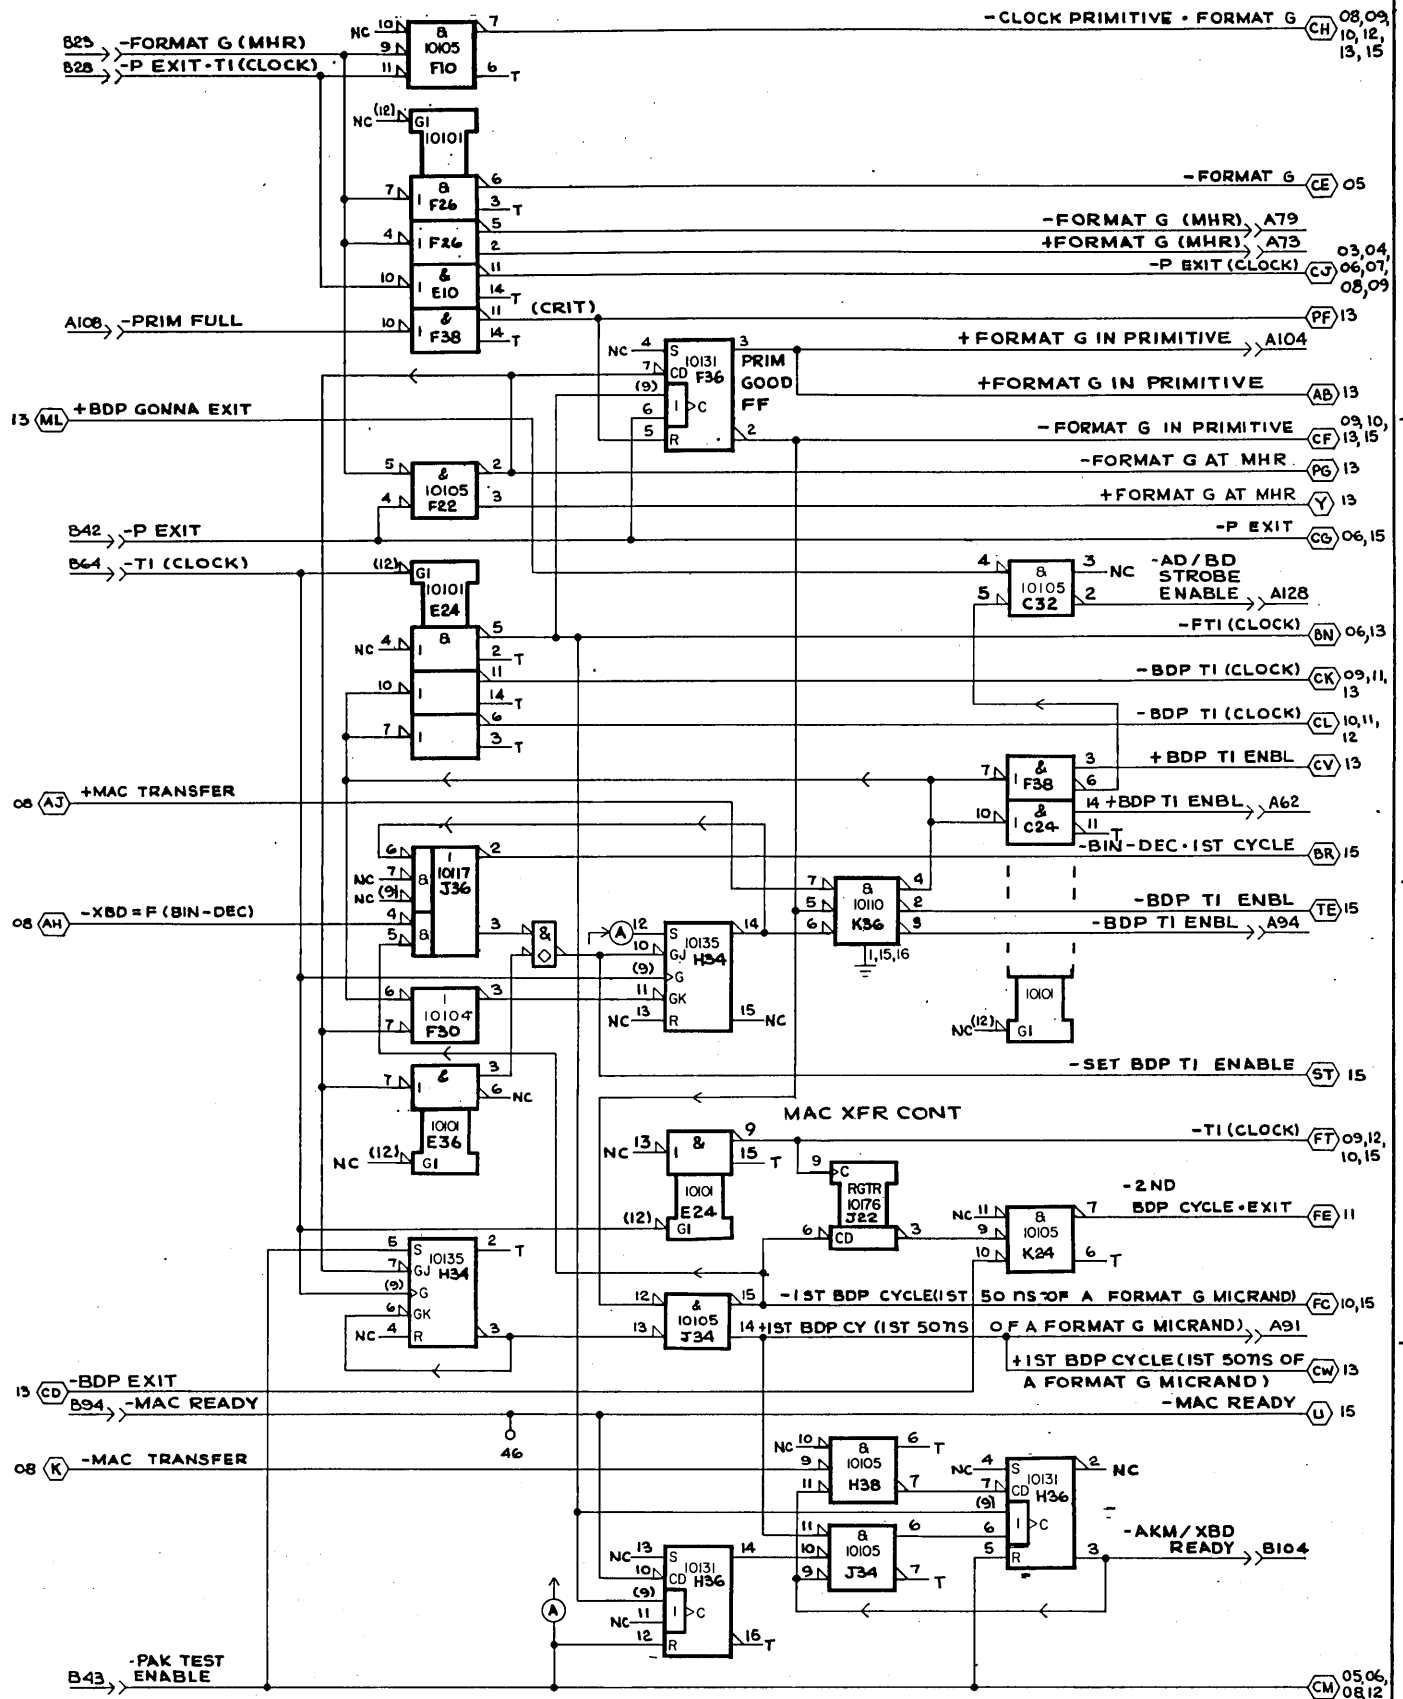 NC 10 & 10105 F10 7 -CLOCK PRIMITIVE • FORMAT G CH 08,09, 10,12, 13,15
B23 -FORMAT G (MHR) 9
B28 -P EXIT•T1(CLOCK) 11 6 T
NC (12) G1 10101
7 1 & F26 6 -FORMAT G CE 05
3 T
4 1 F26 5 -FORMAT G (MHR) A79
2 +FORMAT G (MHR) A73
10 1 & E10 11 -P EXIT (CLOCK) CJ 03,04, 06,07, 08,09
14 T
A108 -PRIM FULL 10 1 & F38 11 (CRIT) PF 13
14 T
NC 4 S 10131 F36 3 +FORMAT G IN PRIMITIVE A104
7 CD PRIM GOOD FF
(9) 1 C +FORMAT G IN PRIMITIVE AB 13
6
13 ML +BDP GONNA EXIT
5 R 2 -FORMAT G IN PRIMITIVE CF 09,10, 13,15
5 & 10105 F22 2 -FORMAT G AT MHR PG 13
4 3 +FORMAT G AT MHR Y 13
B42 -P EXIT -P EXIT CG 06,15
B64 -T1 (CLOCK) (12) G1 10101 E24
4 & 10105 C32 3 NC -AD/BD STROBE ENABLE
5 2 A128
NC 4 1 & 5 -FT1 (CLOCK) BN 06,13
2 T
10 1 11 -BDP T1 (CLOCK) CK 09,11, 13
14 T
7 1 6 -BDP T1 (CLOCK) CL 10,11, 12
3 T
7 1 & F38 3 +BDP T1 ENBL CV 13
6
08 AJ +MAC TRANSFER
10 1 & C24 14 +BDP T1 ENBL A62
11 T
6 1 10117 J36 2 -BIN-DEC•1ST CYCLE BR 15
NC 7 &
NC (9)
7 & 10110 K36 4
5 2 -BDP T1 ENBL TE 15
6 3 -BDP T1 ENBL A94
1,15,16
08 AH -XBD=F (BIN-DEC) 4
5 & 3 & ◇
A 12 S 10135 H34 14
10 GJ
(9) G
11 GK
NC 13 R 15 NC
6 1 10104 F30 3
7
10101
NC (12) G1
-SET BDP T1 ENABLE ST 15
7 1 & 3
6 NC
10101 E36
NC (12) G1
MAC XFR CONT
NC 13 1 & 9 -T1 (CLOCK) FT 09,12, 10,15
15 T
10101 E24
(12) G1
9 C RGTR 10176 J22
6 CD 3
NC 11 & 10105 K24 7 -2ND BDP CYCLE•EXIT FE 11
9
10 6 T
5 S 10135 H34 2 T
7 GJ
(9) G
6 GK
NC 4 R 3
12 & 10105 J34 15 -1ST BDP CYCLE(1ST 50 ns OF A FORMAT G MICRAND) FC 10,15
13 14 +1ST BDP CY (1ST 50ns OF A FORMAT G MICRAND) A91
+1ST BDP CYCLE(1ST 50ns OF A FORMAT G MICRAND) CW 13
13 CD -BDP EXIT
B94 -MAC READY -MAC READY U 15
46
NC 10 & 10105 H38 6 T
08 K -MAC TRANSFER 9
11 7
NC 4 S 10131 H36 2 NC
7 CD
(9) 1 C
6
5 R 3 -AKM/XBD READY B104
11 & 10105 J34 6
10
9 7 T
NC 13 S 10131 H36 14
10 CD
(9) 1 C
NC 11
12 R 15 T
A
B43 -PAK TEST ENABLE CM 05,06, 08,12